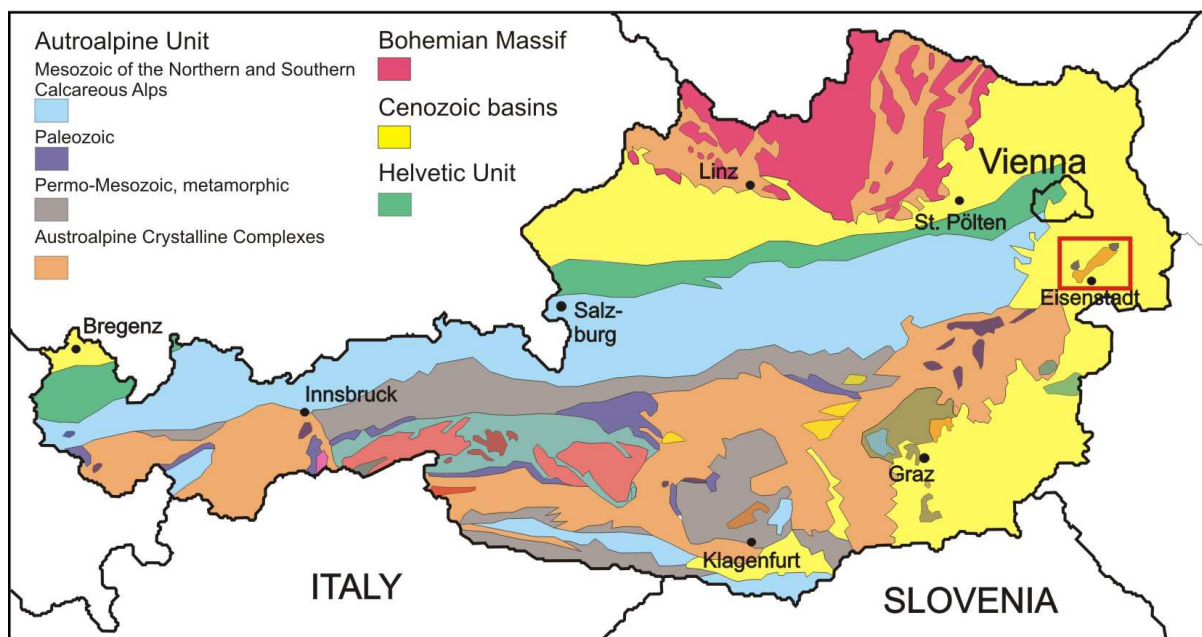 Autroalpine Unit
Mesozoic of the Northern and Southern
Calcareous Alps
Paleozoic
Permo-Mesozoic, metamorphic
Austroalpine Crystalline Complexes
Bohemian Massif
Cenozoic basins
Helvetic Unit
Linz
Vienna
St. Pölten
Eisenstadt
Salz-
burg
Bregenz
Innsbruck
Graz
Klagenfurt
ITALY
SLOVENIA